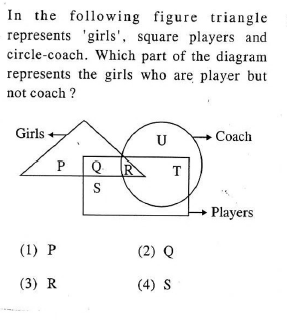 In the following figure triangle
represents 'girls', square players and
circle-coach. Which part of the diagram
represents the girls who are player but
not coach ?
Girls
U
Coach
P Q R T
S
Players
(1) P (2) Q
(3) R (4) S